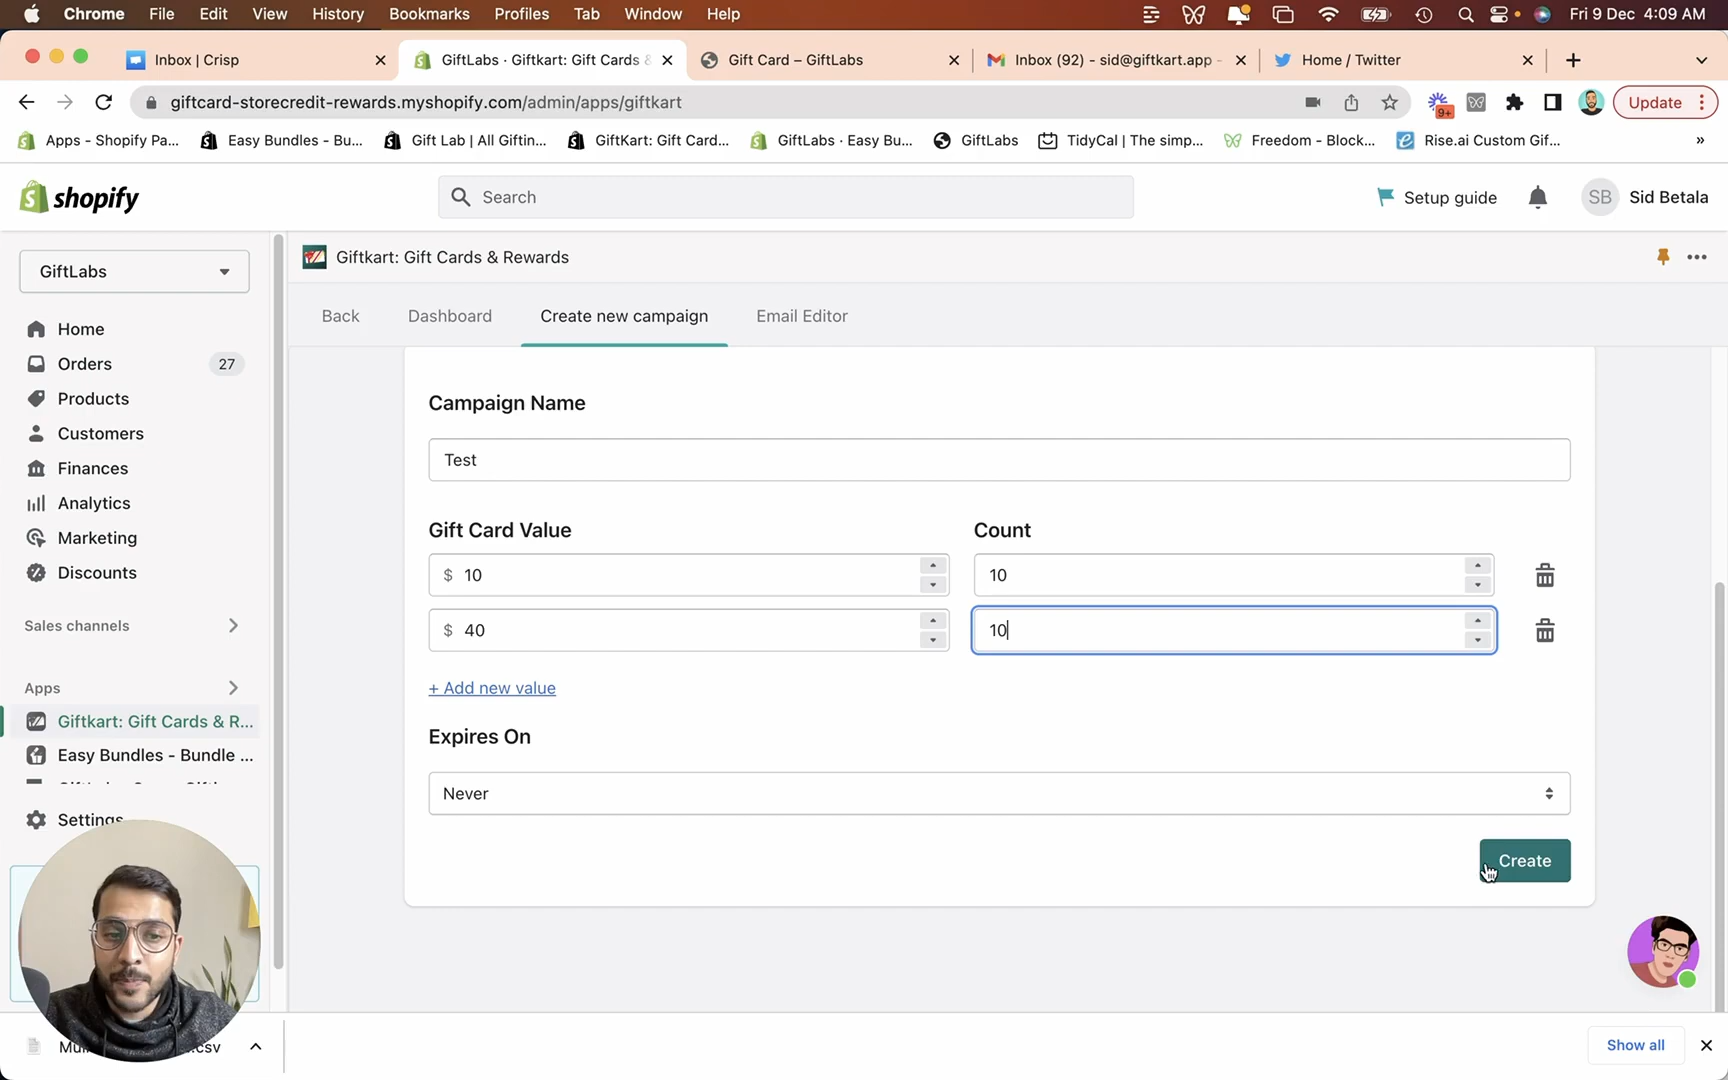 Chrome File Edit View History Bookmarks Profiles Tab Window Help Fri 9 Dec 4:09 AM
Inbox | Crisp GiftLabs · Giftkart: Gift Cards & Gift Card – GiftLabs Inbox (92) - sid@giftkart.app - Home / Twitter
giftcard-storecredit-rewards.myshopify.com/admin/apps/giftkart 9+ Update
Apps - Shopify Pa... Easy Bundles - Bu... Gift Lab | All Giftin... GiftKart: Gift Card... GiftLabs · Easy Bu... GiftLabs TidyCal | The simp... Freedom - Block... Rise.ai Custom Gif... »
shopify Search Setup guide SB Sid Betala
GiftLabs
Home
Orders 27
Products
Customers
Finances
Analytics
Marketing
Discounts
Sales channels
Apps
Giftkart: Gift Cards & R...
Easy Bundles - Bundle ...
Settings
Giftkart: Gift Cards & Rewards
Back Dashboard Create new campaign Email Editor
Campaign Name
Test
Gift Card Value Count
$ 10 10
$ 40 10
+ Add new value
Expires On
Never
Create
.csv Show all